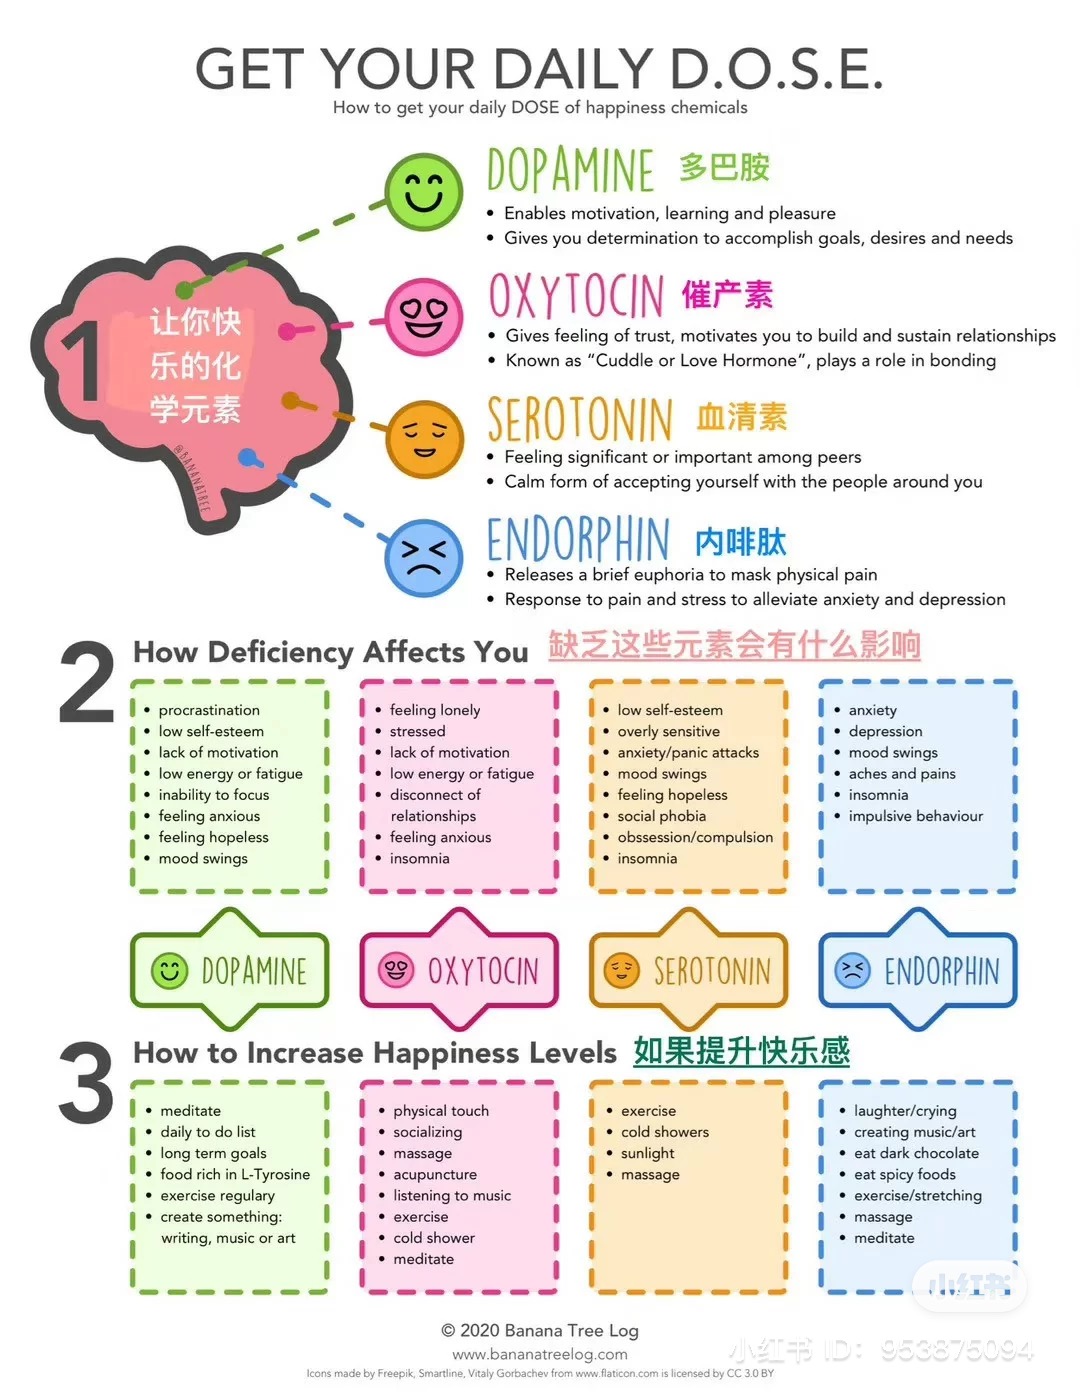 GET YOUR DAILY D.O.S.E.
How to get your daily DOSE of happiness chemicals
1
让你快
乐的化
学元素
@BANANATREE
DOPAMINE 多巴胺
• Enables motivation, learning and pleasure
• Gives you determination to accomplish goals, desires and needs
OXYTOCIN 催产素
• Gives feeling of trust, motivates you to build and sustain relationships
• Known as “Cuddle or Love Hormone”, plays a role in bonding
SEROTONIN 血清素
• Feeling significant or important among peers
• Calm form of accepting yourself with the people around you
ENDORPHIN 内啡肽
• Releases a brief euphoria to mask physical pain
• Response to pain and stress to alleviate anxiety and depression
2 How Deficiency Affects You 缺乏这些元素会有什么影响
• procrastination
• low self-esteem
• lack of motivation
• low energy or fatigue
• inability to focus
• feeling anxious
• feeling hopeless
• mood swings
• feeling lonely
• stressed
• lack of motivation
• low energy or fatigue
• disconnect of
relationships
• feeling anxious
• insomnia
• low self-esteem
• overly sensitive
• anxiety/panic attacks
• mood swings
• feeling hopeless
• social phobia
• obssession/compulsion
• insomnia
• anxiety
• depression
• mood swings
• aches and pains
• insomnia
• impulsive behaviour
DOPAMINE
OXYTOCIN
SEROTONIN
ENDORPHIN
3 How to Increase Happiness Levels 如果提升快乐感
• meditate
• daily to do list
• long term goals
• food rich in L-Tyrosine
• exercise regulary
• create something:
writing, music or art
• physical touch
• socializing
• massage
• acupuncture
• listening to music
• exercise
• cold shower
• meditate
• exercise
• cold showers
• sunlight
• massage
• laughter/crying
• creating music/art
• eat dark chocolate
• eat spicy foods
• exercise/stretching
• massage
• meditate
小红书
© 2020 Banana Tree Log
www.bananatreelog.com
小红书 ID: 953875094
Icons made by Freepik, Smartline, Vitaly Gorbachev from www.flaticon.com is licensed by CC 3.0 BY